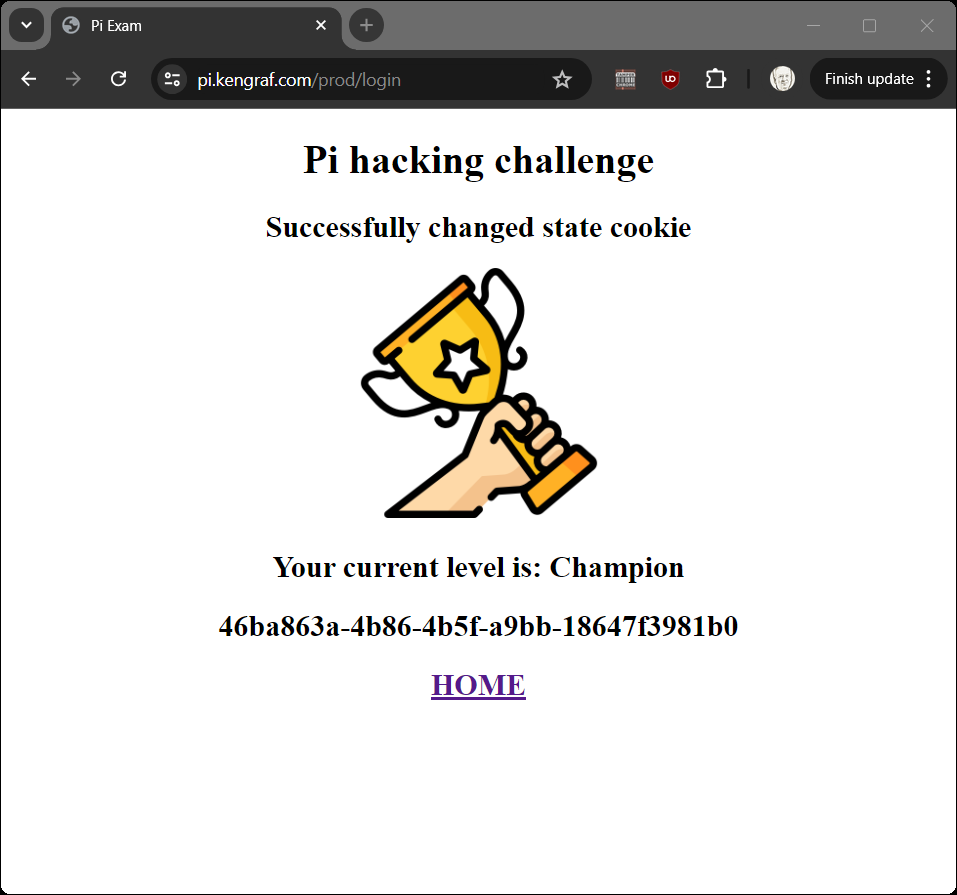 Pi Exam
pi.kengraf.com/prod/login
Finish update
Pi hacking challenge
Successfully changed state cookie
Your current level is: Champion
46ba863a-4b86-4b5f-a9bb-18647f3981b0
HOME